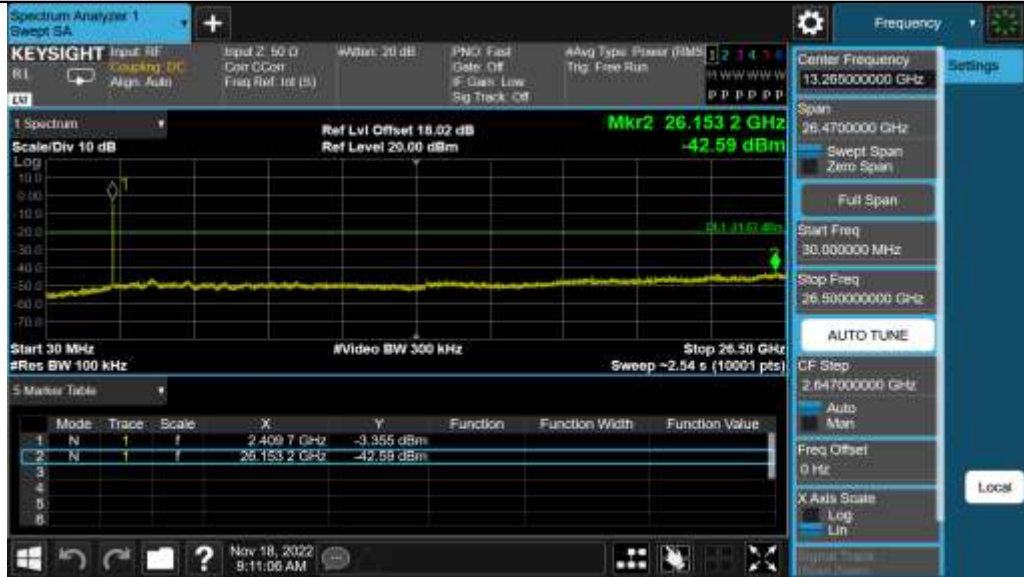 Spectrum Analyzer 1
Swept SA
+
Frequency
KEYSIGHT
Input: RF
Coupling: DC
Align: Auto
Input Z: 50 Ω
Corr CCorr
Freq Ref: Int (S)
#Atten: 20 dB
PNO: Fast
Gate: Off
IF Gain: Low
Sig Track: Off
#Avg Type: Power (RMS)
Trig: Free Run
1 2 3 4 5 6
P P P P P P
LXI
1 Spectrum
Scale/Div 10 dB
Ref Lvl Offset 18.02 dB
Ref Level 20.00 dBm
Mkr2 26.153 2 GHz
-42.59 dBm
Log
10.0
0.00
-10.0
-20.0
-30.0
-40.0
-50.0
-60.0
-70.0
1
2
Start 30 MHz
#Res BW 100 kHz
#Video BW 300 kHz
Stop 26.50 GHz
Sweep ~2.54 s (10001 pts)
5 Marker Table
Mode Trace Scale X Y Function Function Width Function Value
1 N 1 f 2.409 7 GHz -3.355 dBm
2 N 1 f 26.153 2 GHz -42.59 dBm
3
4
5
6
Nov 18, 2022
9:11:06 AM
Center Frequency
13.265000000 GHz
Span
26.4700000 GHz
Swept Span
Zero Span
Full Span
Start Freq
30.000000 MHz
Stop Freq
26.500000000 GHz
AUTO TUNE
CF Step
2.647000000 GHz
Auto
Man
Freq Offset
0 Hz
X Axis Scale
Log
Lin
Signal Track
Settings
Local